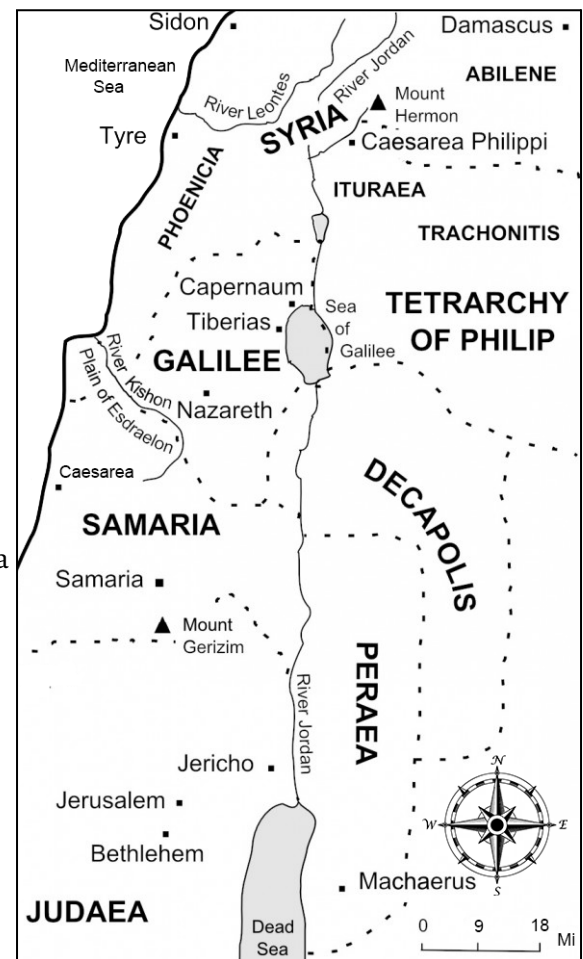 Sidon
Damascus
Mediterranean
Sea
River Leontes
River Jordan
ABILENE
Mount
Hermon
Tyre
SYRIA
Caesarea Philippi
PHOENICIA
ITURAEA
TRACHONITIS
Capernaum
Tiberias
Sea
of
Galilee
TETRARCHY
OF PHILIP
GALILEE
River Kishon
Plain of Esdraelon
Nazareth
Caesarea
DECAPOLIS
SAMARIA
a
Samaria
Mount
Gerizim
PERAEA
River Jordan
Jericho
Jerusalem
Bethlehem
N
W
E
S
Machaerus
JUDAEA
Dead
Sea
0 9 18
Mi